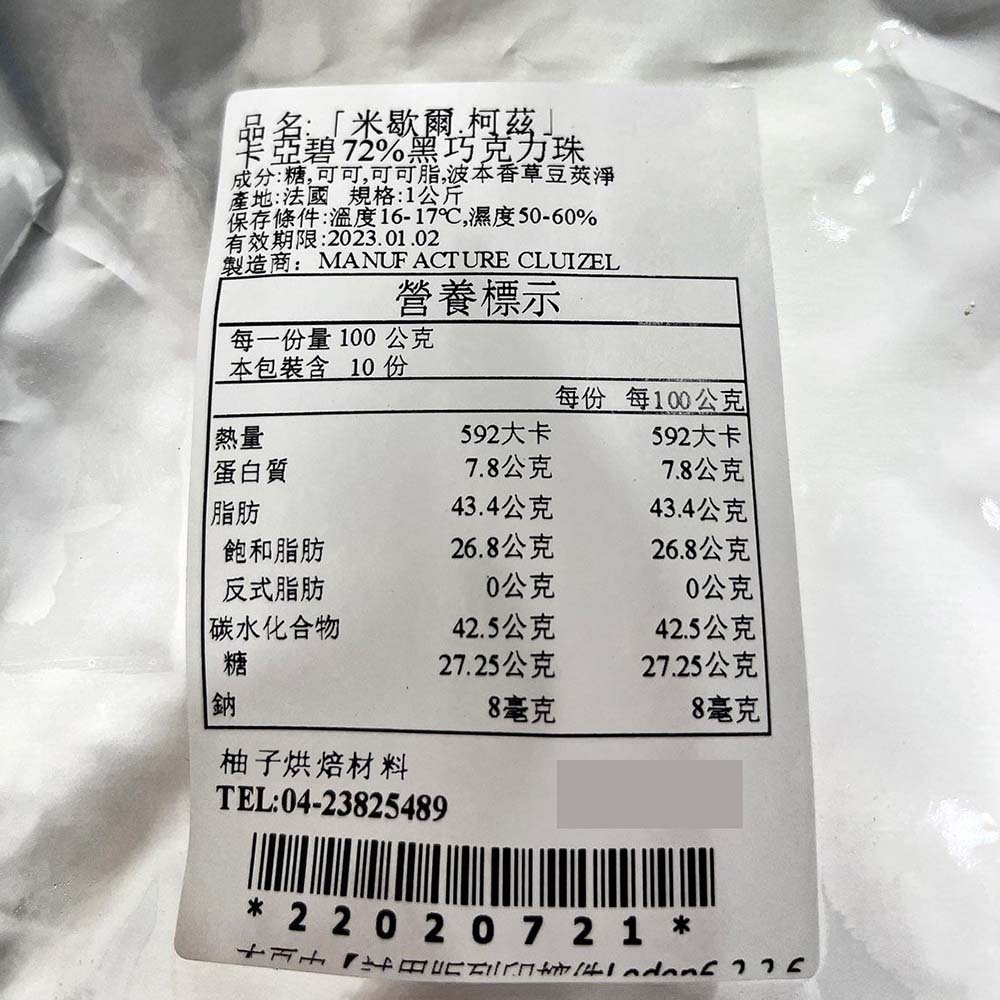 品名:「米歇爾.柯茲」
卡亞碧72%黑巧克力珠
成分:糖,可可,可可脂,波本香草豆莢淨
產地:法國 規格:1公斤
保存條件:溫度16-17℃,濕度50-60%
有效期限:2023.01.02
製造商: MANUFACTURE CLUIZEL
營養標示
每一份量 100 公克
本包裝含 10 份
每份 每100公克
熱量 592大卡 592大卡
蛋白質 7.8公克 7.8公克
脂肪 43.4公克 43.4公克
飽和脂肪 26.8公克 26.8公克
反式脂肪 0公克 0公克
碳水化合物 42.5公克 42.5公克
糖 27.25公克 27.25公克
鈉 8毫克 8毫克
柚子烘焙材料
TEL:04-23825489
*22020721*